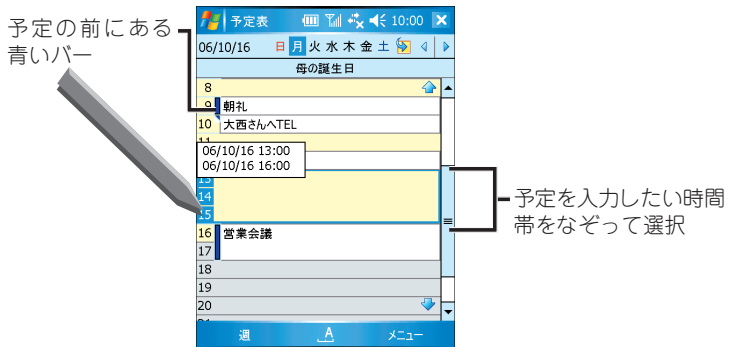 予定の前にある
青いバー
予定表 10:00
06/10/16 日 月 火 水 木 金 土
母の誕生日
8
9 朝礼
10 大西さんへTEL
11
06/10/16 13:00
06/10/16 16:00
13
14
15
16 営業会議
17
18
19
20
21
週 A メニュー
予定を入力したい時間
帯をなぞって選択